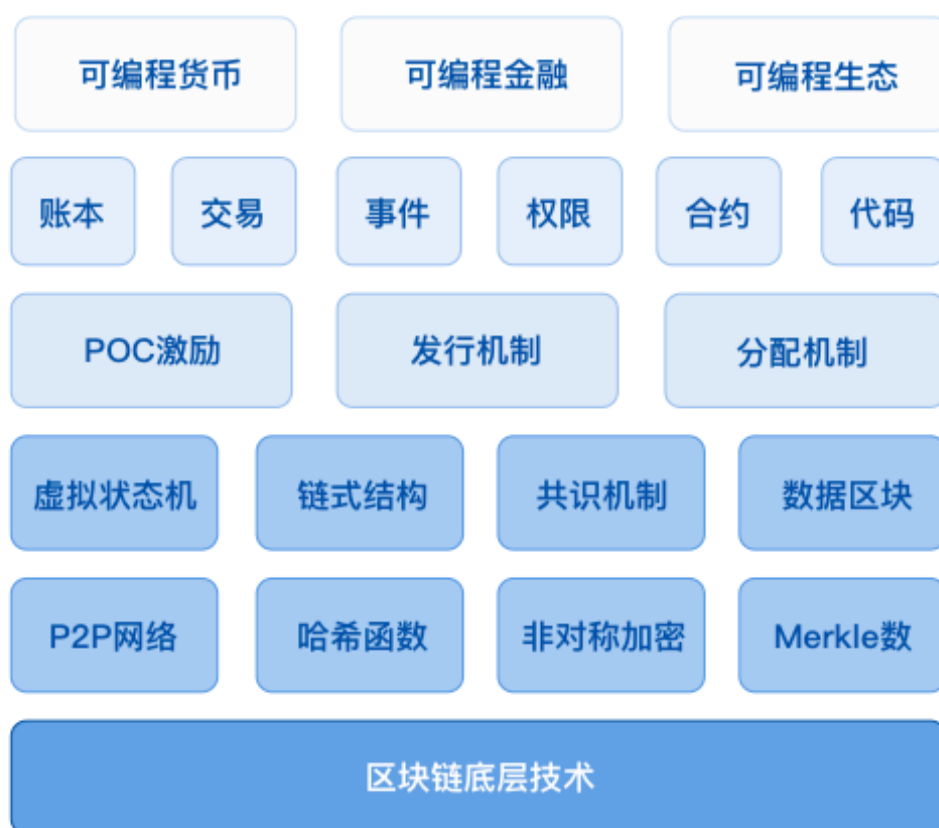 可编程货币
可编程金融
可编程生态
账本
交易
事件
权限
合约
代码
POC激励
发行机制
分配机制
虚拟状态机
链式结构
共识机制
数据区块
P2P网络
哈希函数
非对称加密
Merkle数
区块链底层技术